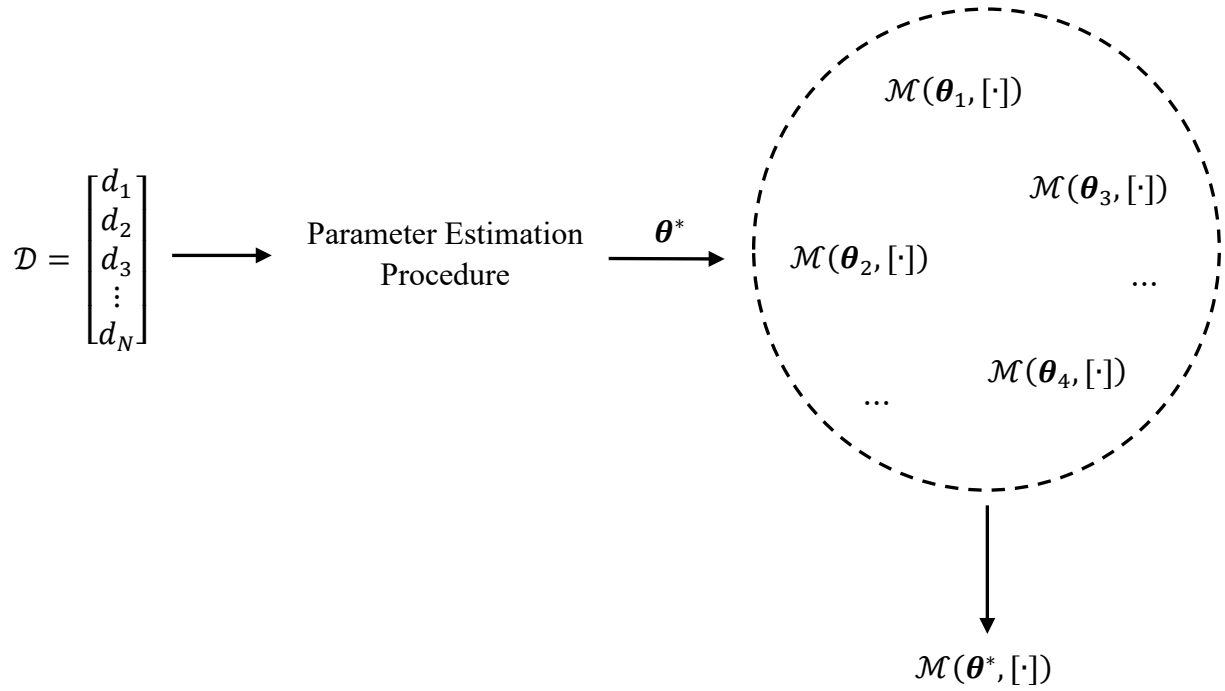 𝒟 = [d₁ d₂ d₃ ⋮ d_N]
Parameter Estimation
Procedure
𝜽*
ℳ(𝜽₁, [·])
ℳ(𝜽₃, [·])
ℳ(𝜽₂, [·])
...
ℳ(𝜽₄, [·])
...
ℳ(𝜽*, [·])